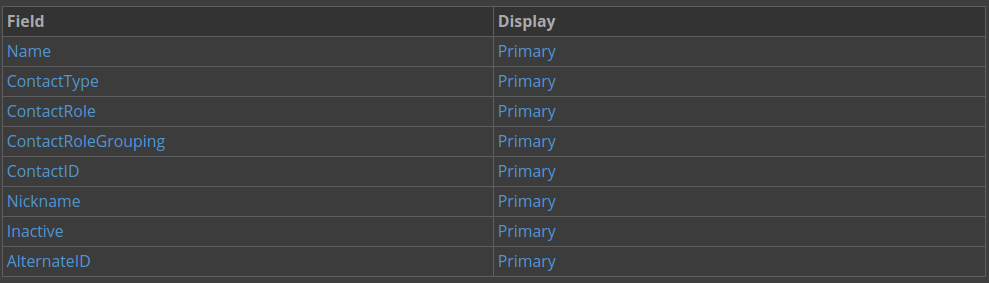 Field Display
Name Primary
ContactType Primary
ContactRole Primary
ContactRoleGrouping Primary
ContactID Primary
Nickname Primary
Inactive Primary
AlternateID Primary